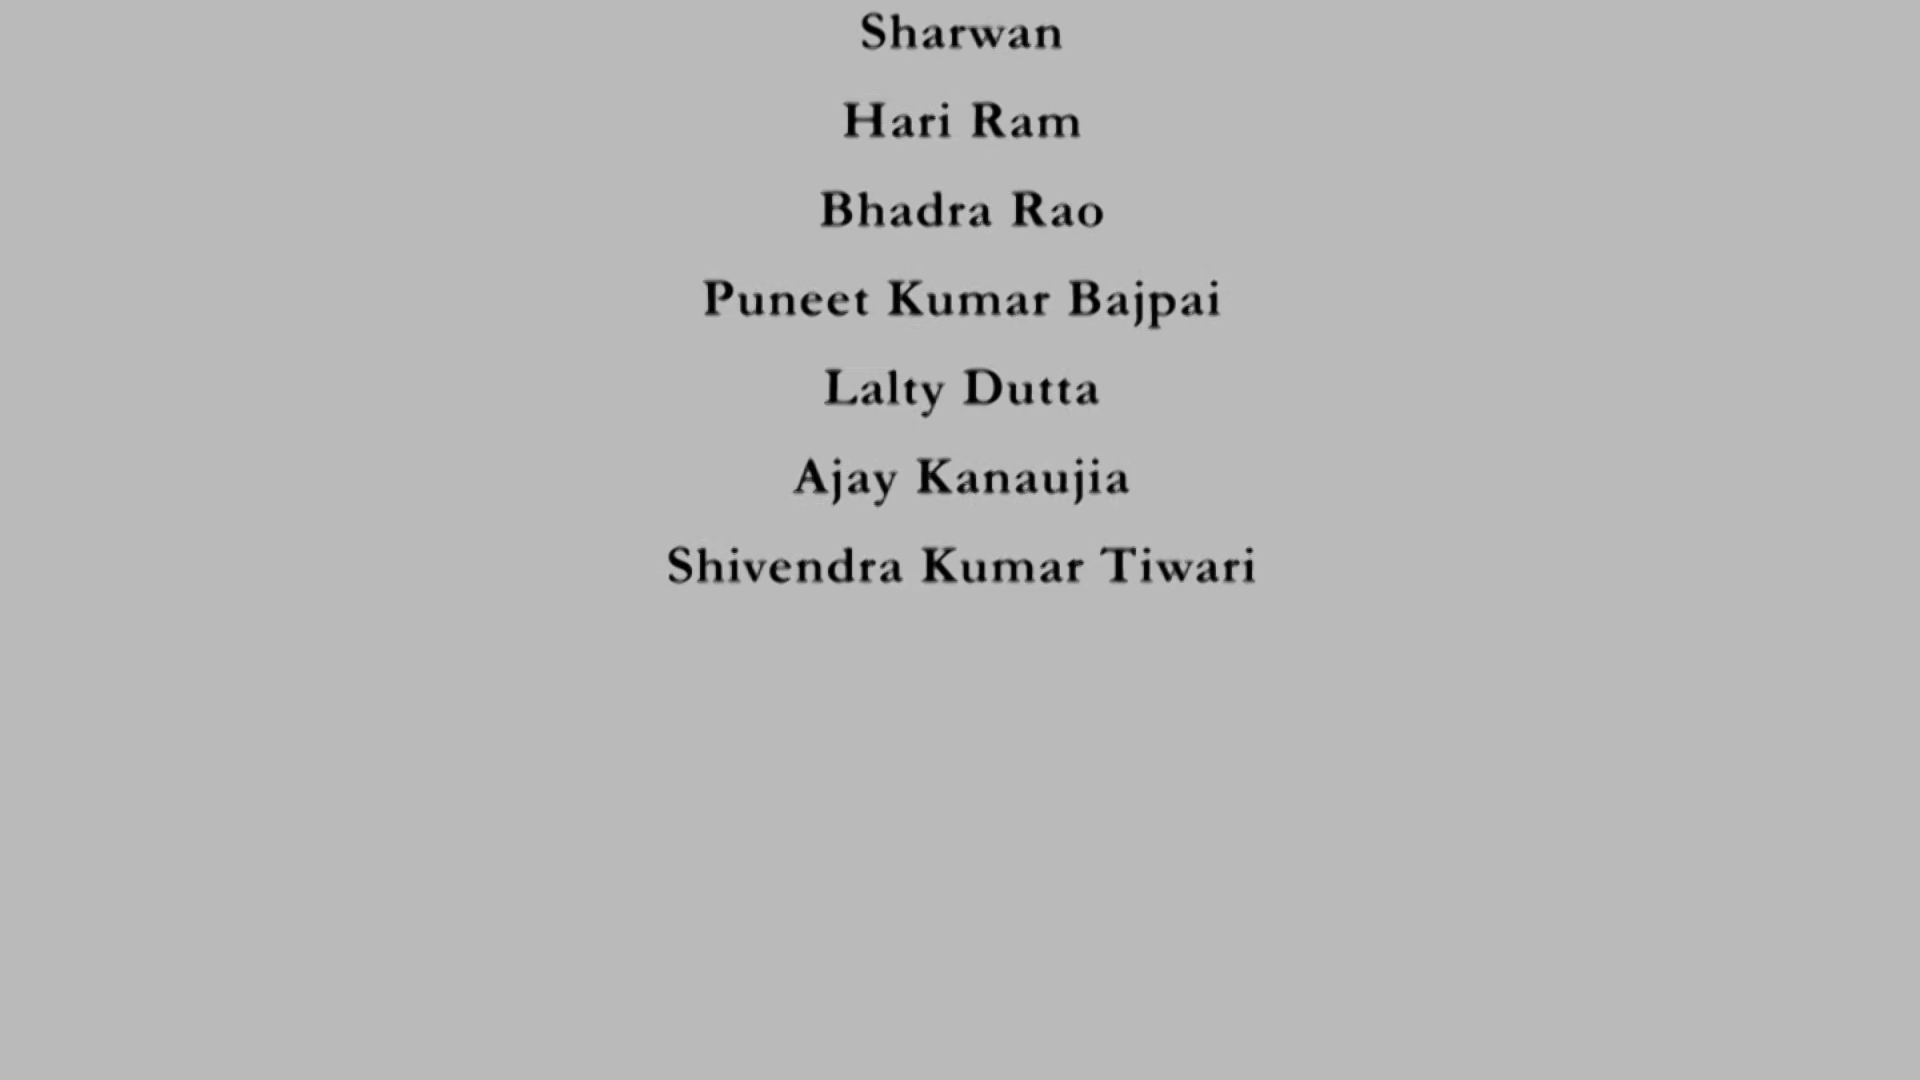 Sharwan
Hari Ram
Bhadra Rao
Puneet Kumar Bajpai
Lalty Dutta
Ajay Kanaujia
Shivendra Kumar Tiwari